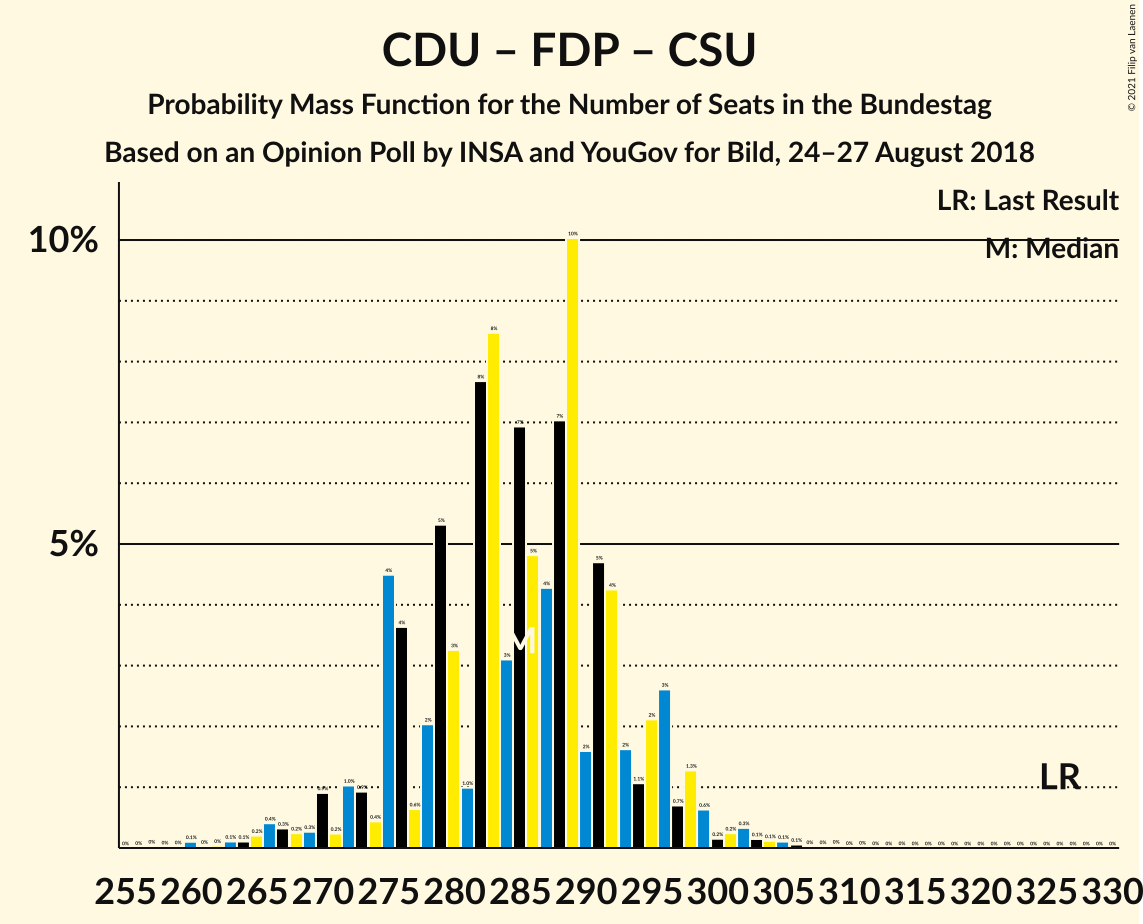 © 2021 Filip van Laenen
CDU – FDP – CSU
Probability Mass Function for the Number of Seats in the Bundestag
Based on an Opinion Poll by INSA and YouGov for Bild, 24–27 August 2018
LR: Last Result
M: Median
10%
5%
M
LR
255 260 265 270 275 280 285 290 295 300 305 310 315 320 325 330